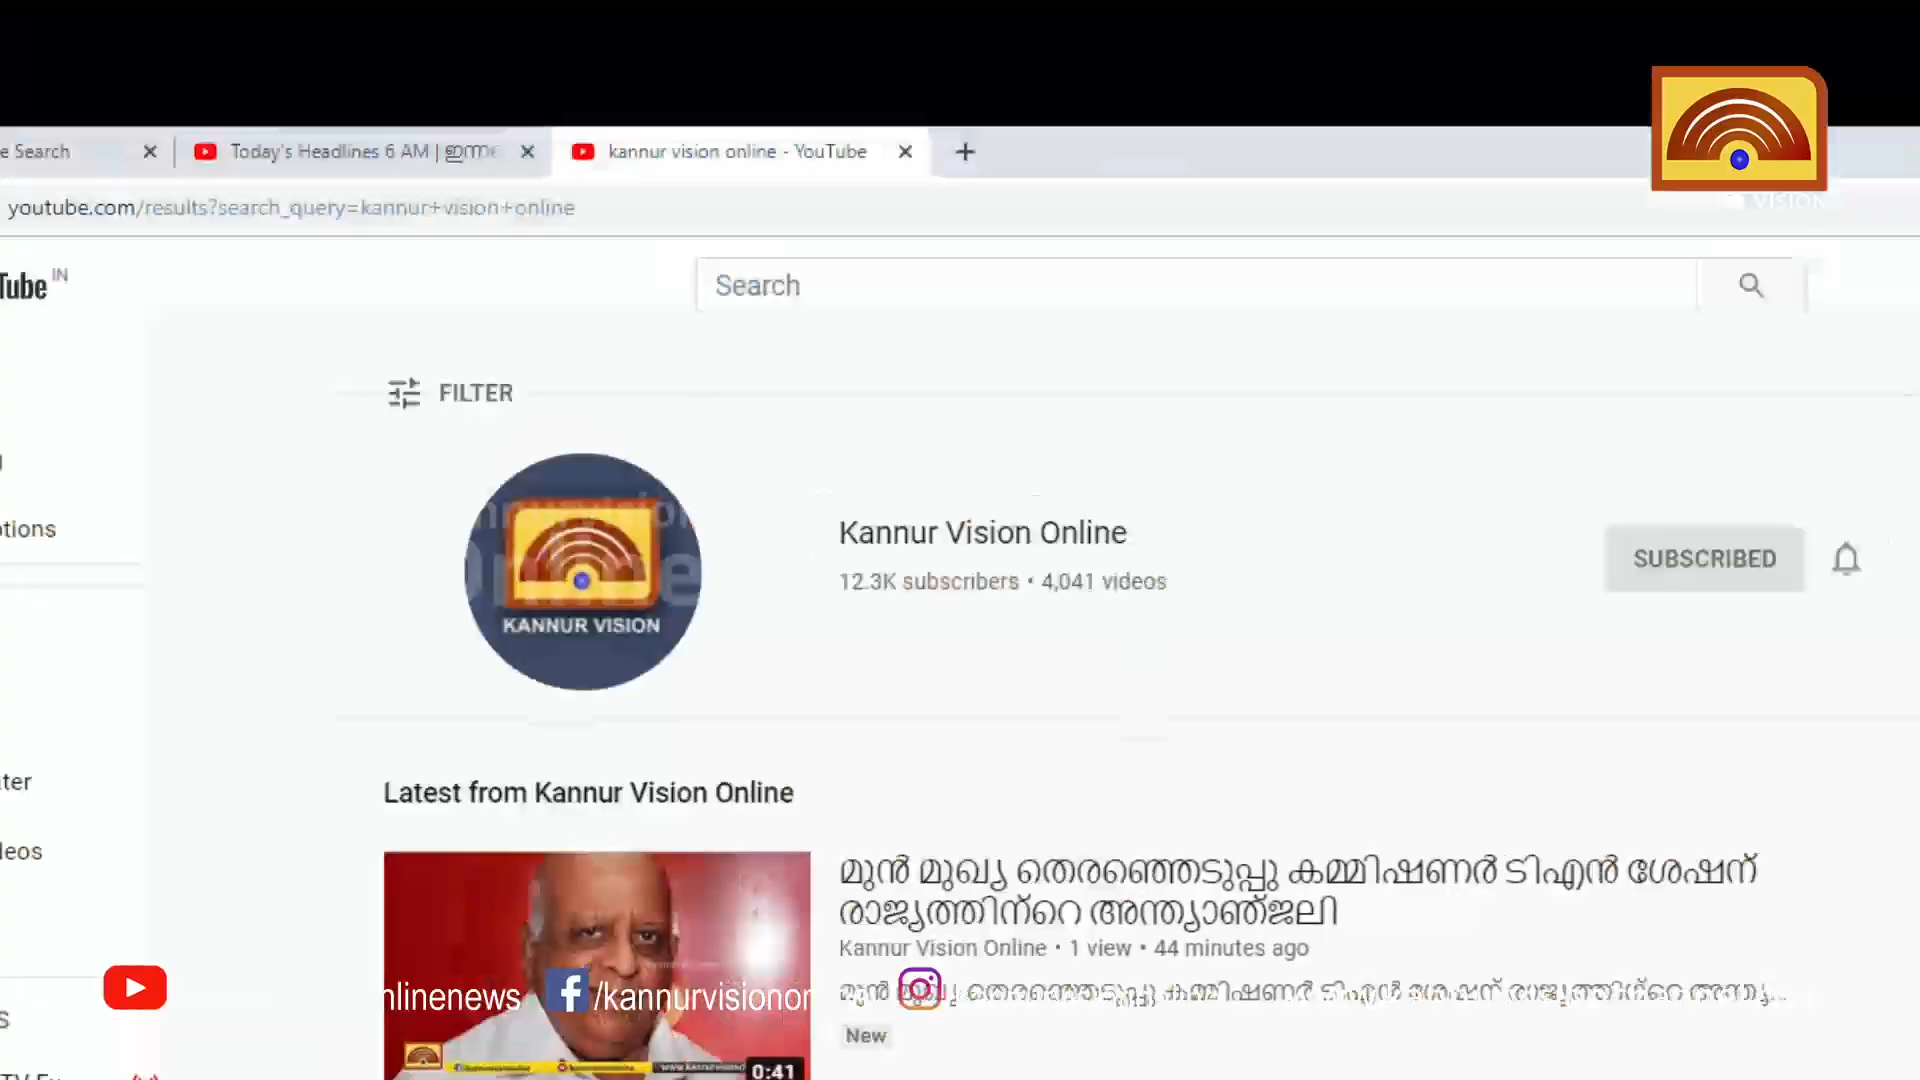 VISION
e Search
Today's Headlines 6 AM | ഇന്നത
kannur vision online - YouTube
youtube.com/results?search_query=kannur+vision+online
Tube IN
Search
FILTER
KANNUR VISION
Kannur Vision Online
12.3K subscribers • 4,041 videos
SUBSCRIBED
Latest from Kannur Vision Online
മുൻ മുഖ്യ തെരഞ്ഞെടുപ്പു കമ്മിഷണർ ടിഎൻ ശേഷന്
രാജ്യത്തിന്റെ അന്ത്യാഞ്ജലി
Kannur Vision Online • 1 view • 44 minutes ago
nlinenews
/kannurvisionon
New
0:41